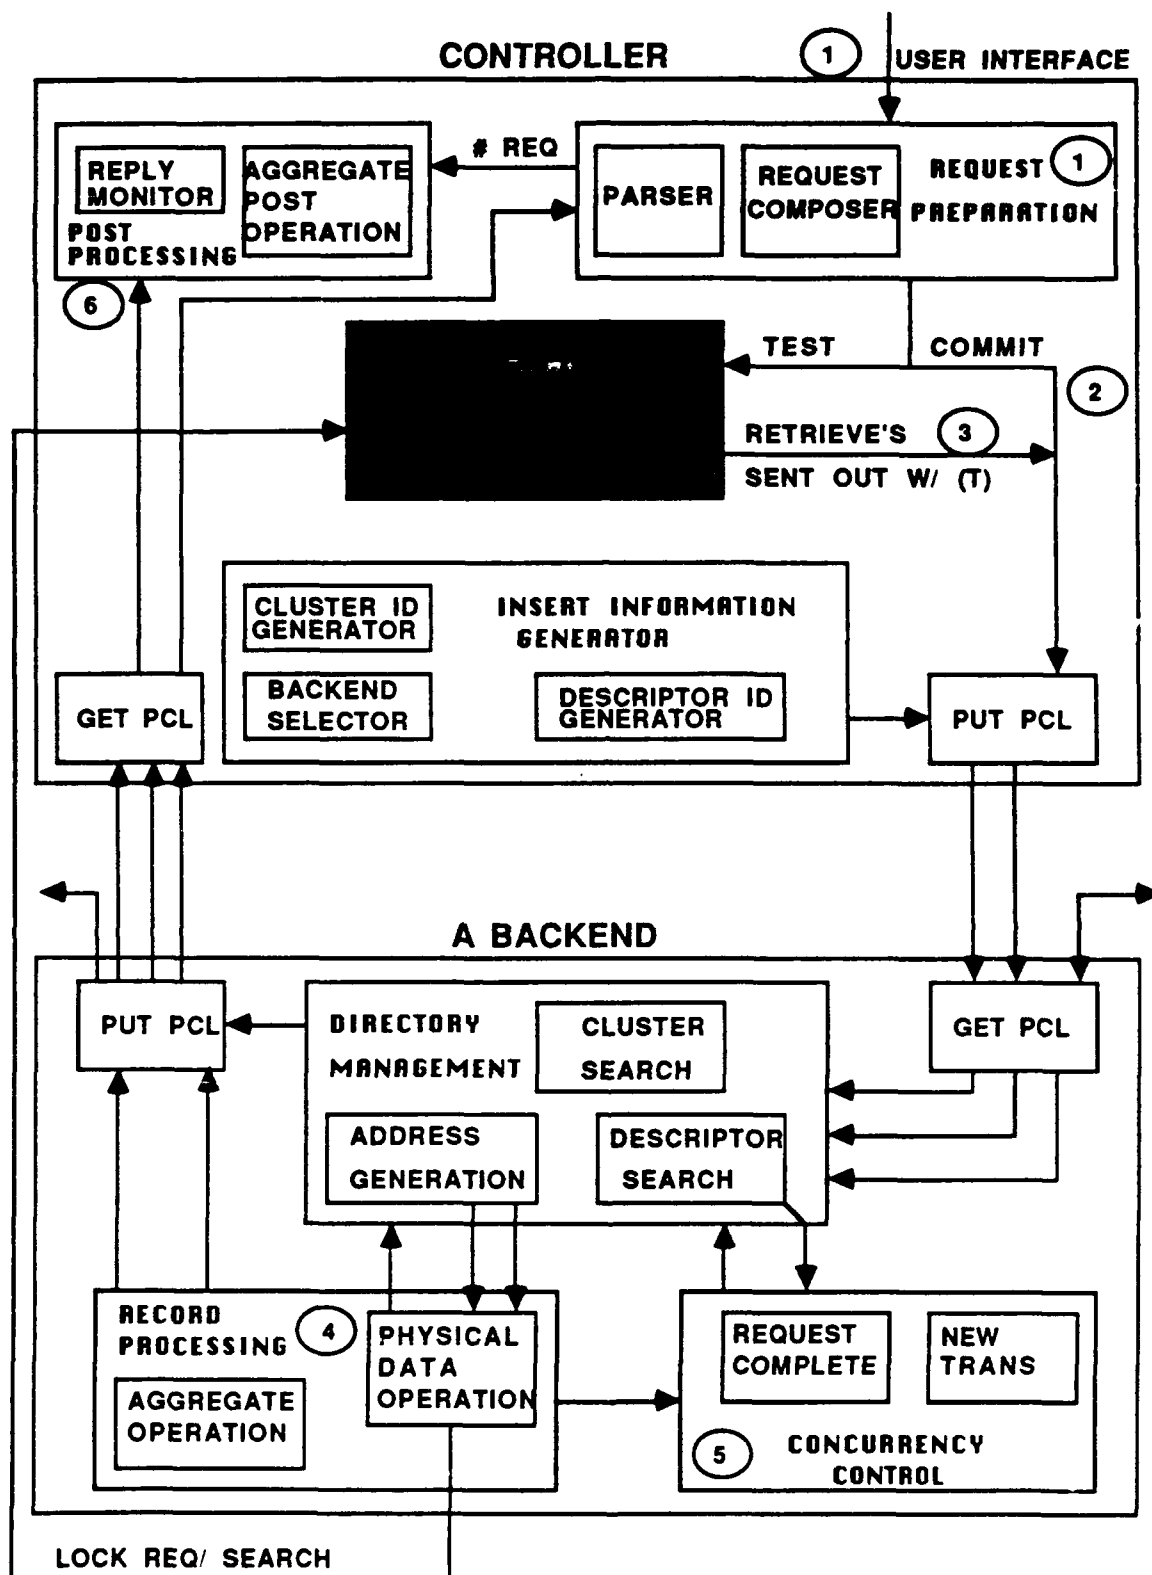 CONTROLLER
1
USER INTERFACE
# REQ
REPLY
MONITOR
AGGREGATE
POST
OPERATION
POST
PROCESSING
6
PARSER
REQUEST
COMPOSER
REQUEST
PREPARATION
1
TEST
COMMIT
2
RETRIEVE'S
3
SENT OUT W/ (T)
CLUSTER ID
GENERATOR
INSERT INFORMATION
GENERATOR
BACKEND
SELECTOR
DESCRIPTOR ID
GENERATOR
GET PCL
PUT PCL
A BACKEND
PUT PCL
DIRECTORY
MANAGEMENT
CLUSTER
SEARCH
GET PCL
ADDRESS
GENERATION
DESCRIPTOR
SEARCH
RECORD
PROCESSING
4
PHYSICAL
DATA
OPERATION
AGGREGATE
OPERATION
REQUEST
COMPLETE
NEW
TRANS
5
CONCURRENCY
CONTROL
LOCK REQ/ SEARCH